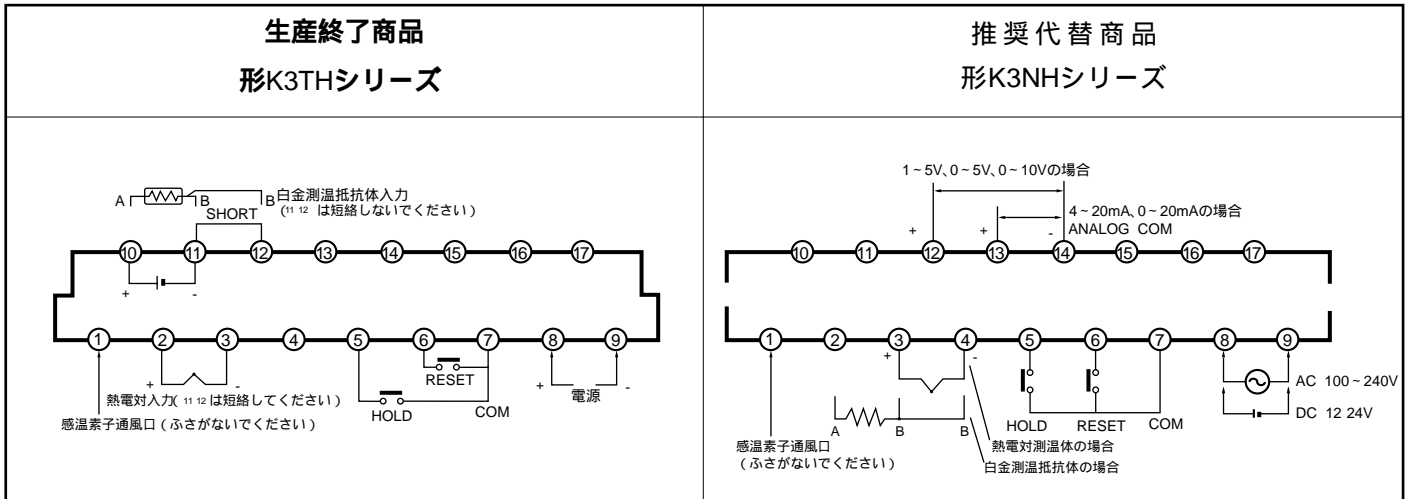 生産終了商品
形K3THシリーズ
推奨代替商品
形K3NHシリーズ
A B B 白金測温抵抗体入力
SHORT (11 12 は短絡しないでください)
⑩ ⑪ ⑫ ⑬ ⑭ ⑮ ⑯ ⑰
+ -
① ② ③ ④ ⑤ ⑥ ⑦ ⑧ ⑨
+ - RESET + 電源 -
熱電対入力( 11 12 は短絡してください)
HOLD COM
感温素子通風口(ふさがないでください)
1~5V、0~5V、0~10Vの場合
4~20mA、0~20mAの場合
+ + - ANALOG COM
⑩ ⑪ ⑫ ⑬ ⑭ ⑮ ⑯ ⑰
① ② ③ ④ ⑤ ⑥ ⑦ ⑧ ⑨
+ -
AC 100~240V
DC 12 24V
A B B HOLD RESET COM
感温素子通風口
(ふさがないでください)
熱電対測温体の場合
白金測温抵抗体の場合